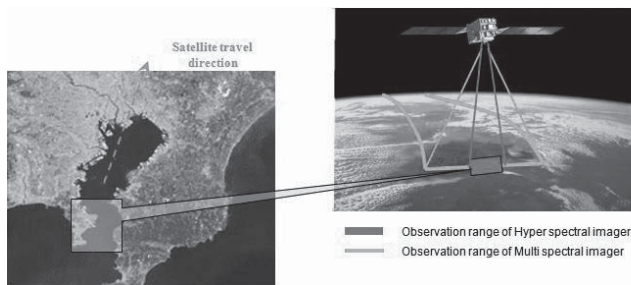 Satellite travel
direction
Observation range of Hyper spectral imager
Observation range of Multi spectral imager